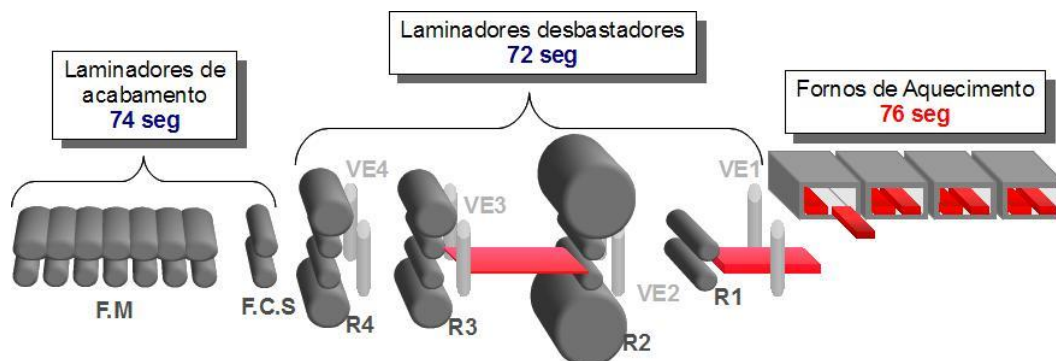 Laminadores desbastadores
72 seg
Laminadores de
acabamento
74 seg
Fornos de Aquecimento
76 seg
VE4
VE3
VE1
VE2
F.M
F.C.S
R4
R3
R2
R1